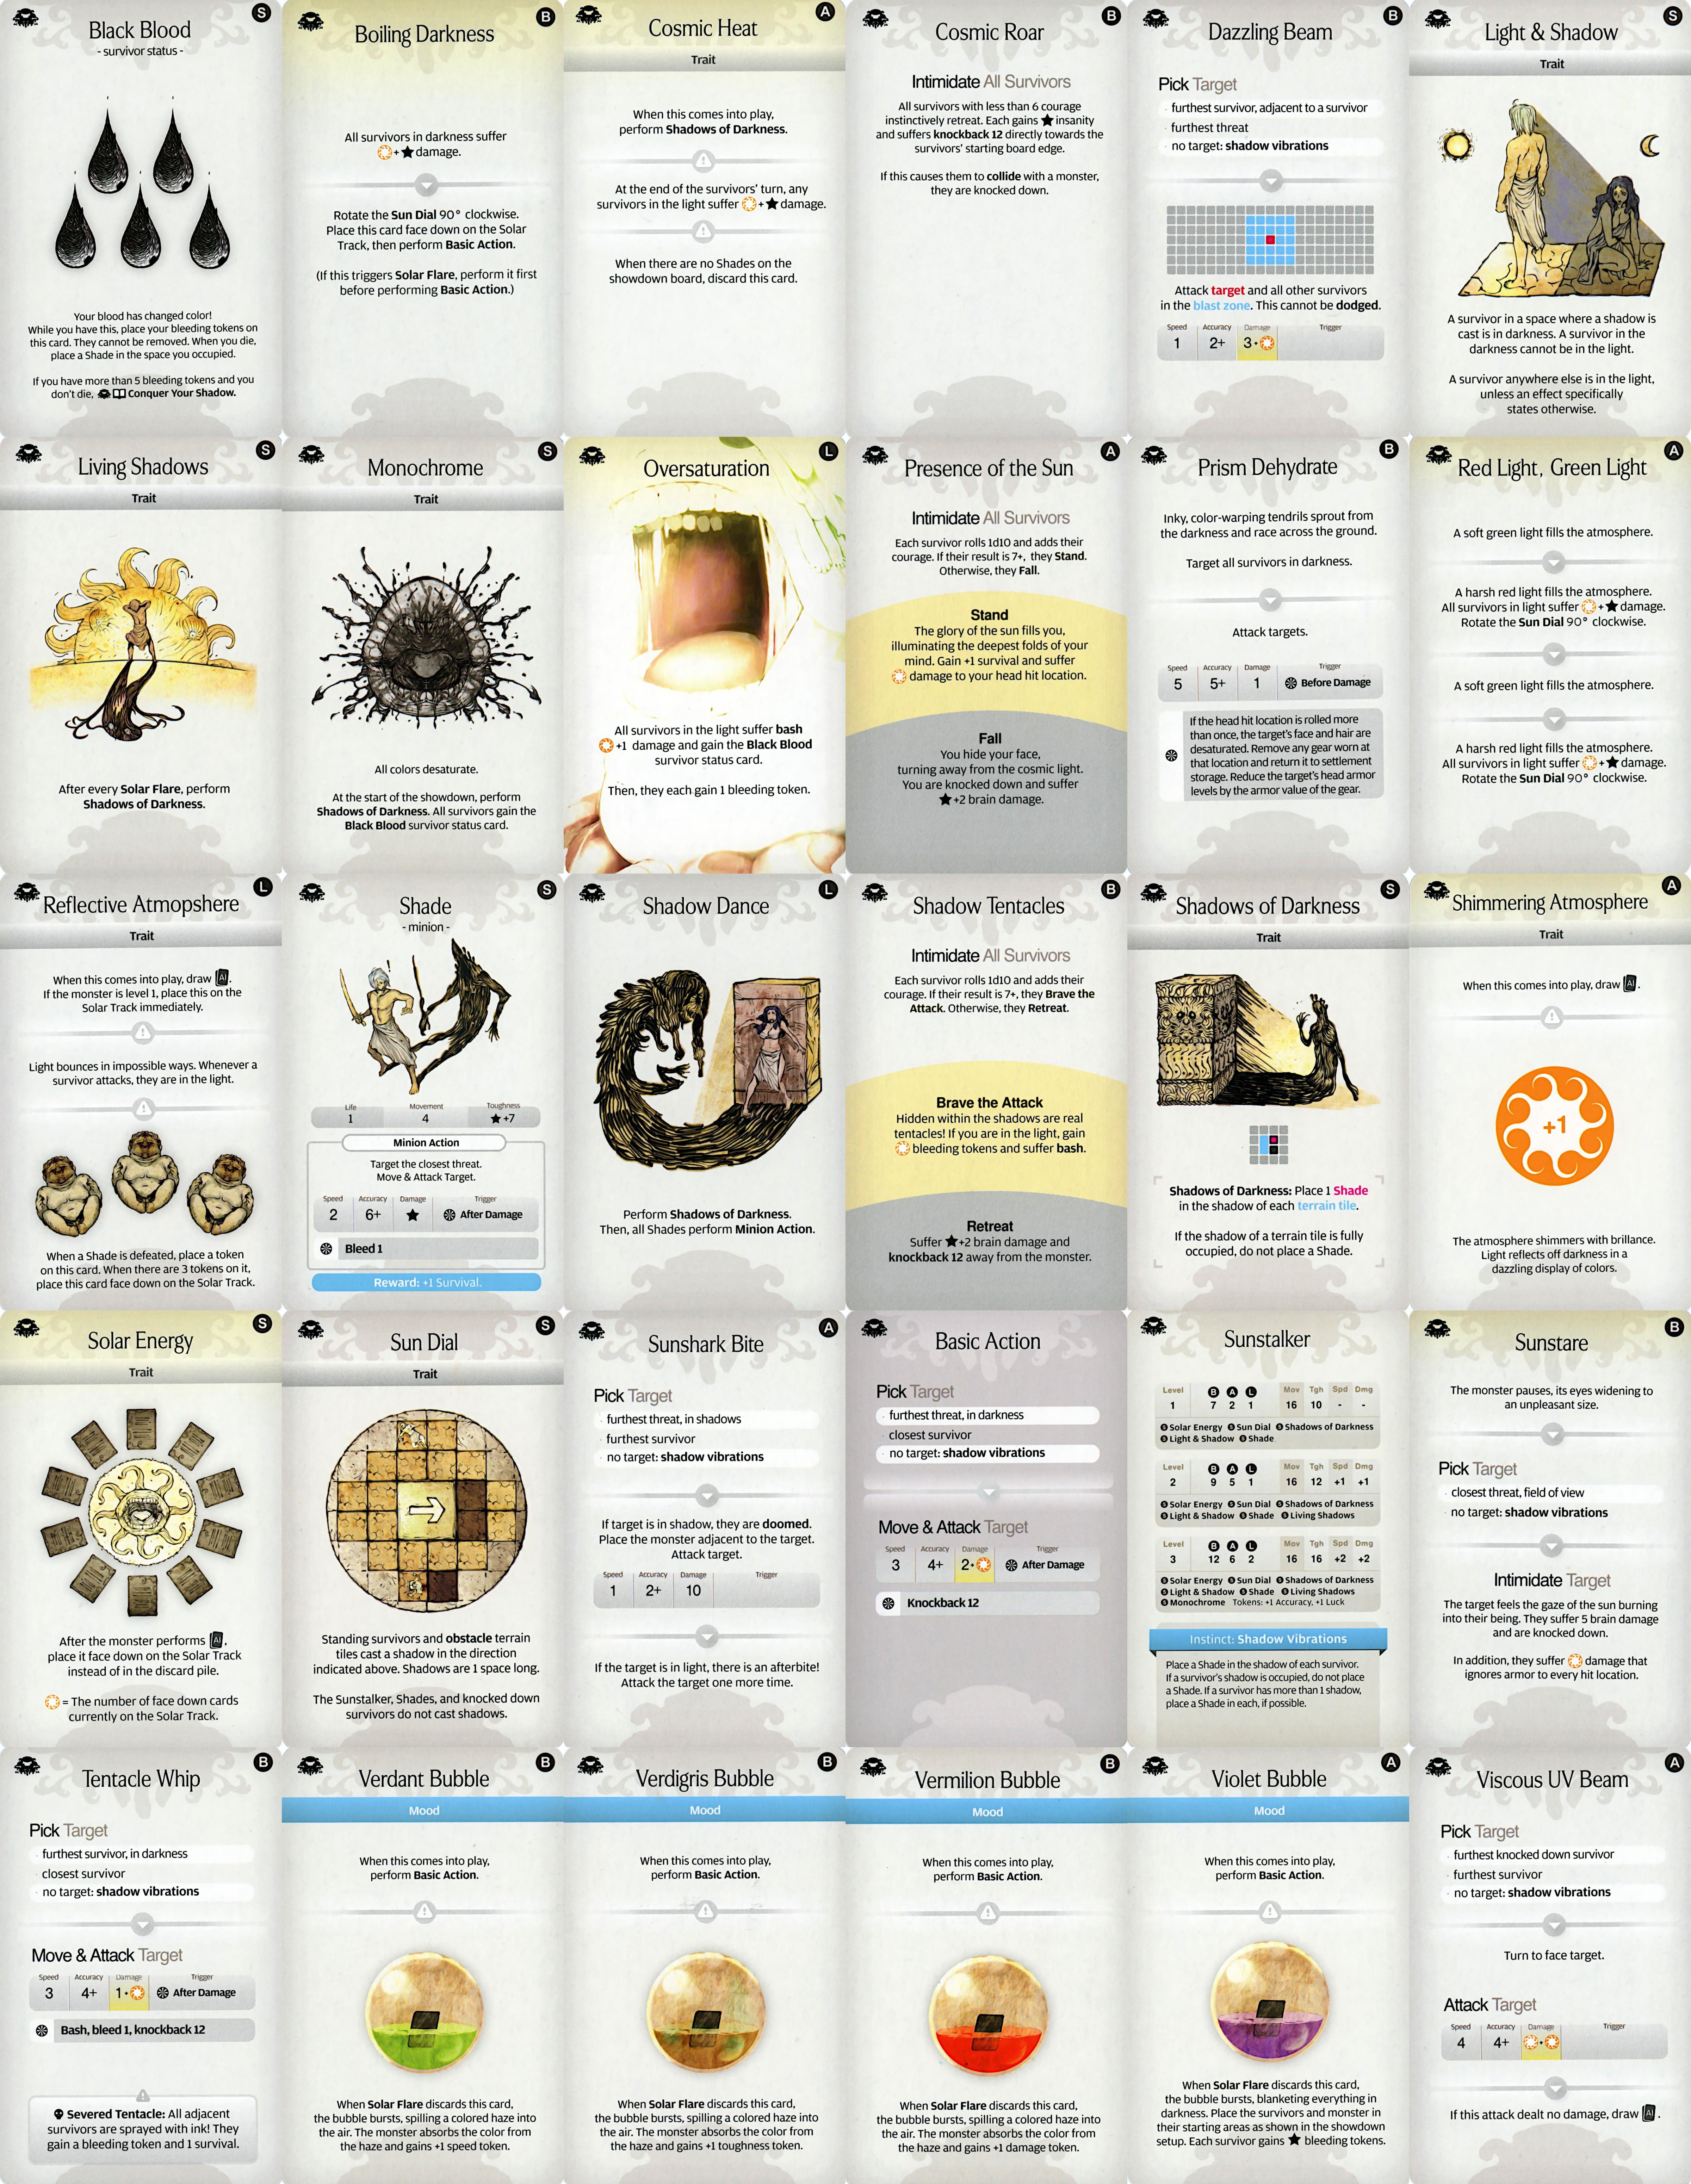 S
Black Blood
- survivor status -
Your blood has changed color!
While you have this, place your bleeding tokens on
this card. They cannot be removed. When you die,
place a Shade in the space you occupied.
If you have more than 5 bleeding tokens and you
don't die, Conquer Your Shadow.
B
Boiling Darkness
All survivors in darkness suffer
+ damage.
Rotate the Sun Dial 90° clockwise.
Place this card face down on the Solar
Track, then perform Basic Action.
(If this triggers Solar Flare, perform it first
before performing Basic Action.)
A
Cosmic Heat
Trait
When this comes into play,
perform Shadows of Darkness.
At the end of the survivors' turn, any
survivors in the light suffer + damage.
When there are no Shades on the
showdown board, discard this card.
B
Cosmic Roar
Intimidate All Survivors
All survivors with less than 6 courage
instinctively retreat. Each gains insanity
and suffers knockback 12 directly towards the
survivors' starting board edge.
If this causes them to collide with a monster,
they are knocked down.
B
Dazzling Beam
Pick Target
· furthest survivor, adjacent to a survivor
· furthest threat
· no target: shadow vibrations
Attack target and all other survivors
in the blast zone. This cannot be dodged.
Speed Accuracy Damage Trigger
1 2+ 3·
S
Light & Shadow
Trait
A survivor in a space where a shadow is
cast is in darkness. A survivor in the
darkness cannot be in the light.
A survivor anywhere else is in the light,
unless an effect specifically
states otherwise.
S
Living Shadows
Trait
After every Solar Flare, perform
Shadows of Darkness.
S
Monochrome
Trait
All colors desaturate.
At the start of the showdown, perform
Shadows of Darkness. All survivors gain the
Black Blood survivor status card.
L
Oversaturation
All survivors in the light suffer bash
+1 damage and gain the Black Blood
survivor status card.
Then, they each gain 1 bleeding token.
A
Presence of the Sun
Intimidate All Survivors
Each survivor rolls 1d10 and adds their
courage. If their result is 7+, they Stand.
Otherwise, they Fall.
Stand
The glory of the sun fills you,
illuminating the deepest folds of your
mind. Gain +1 survival and suffer
damage to your head hit location.
Fall
You hide your face,
turning away from the cosmic light.
You are knocked down and suffer
+2 brain damage.
B
Prism Dehydrate
Inky, color-warping tendrils sprout from
the darkness and race across the ground.
Target all survivors in darkness.
Attack targets.
Speed Accuracy Damage Trigger
5 5+ 1 Before Damage
If the head hit location is rolled more
than once, the target's face and hair are
desaturated. Remove any gear worn at
that location and return it to settlement
storage. Reduce the target's head armor
levels by the armor value of the gear.
A
Red Light, Green Light
A soft green light fills the atmosphere.
A harsh red light fills the atmosphere.
All survivors in light suffer + damage.
Rotate the Sun Dial 90° clockwise.
A soft green light fills the atmosphere.
A harsh red light fills the atmosphere.
All survivors in light suffer + damage.
Rotate the Sun Dial 90° clockwise.
L
Reflective Atmopshere
Trait
When this comes into play, draw AI.
If the monster is level 1, place this on the
Solar Track immediately.
Light bounces in impossible ways. Whenever a
survivor attacks, they are in the light.
When a Shade is defeated, place a token
on this card. When there are 3 tokens on it,
place this card face down on the Solar Track.
S
Shade
- minion -
Life Movement Toughness
1 4 +7
Minion Action
Target the closest threat.
Move & Attack Target.
Speed Accuracy Damage Trigger
2 6+ After Damage
Bleed 1
Reward: +1 Survival.
L
Shadow Dance
Perform Shadows of Darkness.
Then, all Shades perform Minion Action.
B
Shadow Tentacles
Intimidate All Survivors
Each survivor rolls 1d10 and adds their
courage. If their result is 7+, they Brave the
Attack. Otherwise, they Retreat.
Brave the Attack
Hidden within the shadows are real
tentacles! If you are in the light, gain
bleeding tokens and suffer bash.
Retreat
Suffer +2 brain damage and
knockback 12 away from the monster.
S
Shadows of Darkness
Trait
Shadows of Darkness: Place 1 Shade
in the shadow of each terrain tile.
If the shadow of a terrain tile is fully
occupied, do not place a Shade.
A
Shimmering Atmosphere
Trait
When this comes into play, draw AI.
+1
The atmosphere shimmers with brilliance.
Light reflects off darkness in a
dazzling display of colors.
S
Solar Energy
Trait
After the monster performs AI,
place it face down on the Solar Track
instead of in the discard pile.
= The number of face down cards
currently on the Solar Track.
S
Sun Dial
Trait
Standing survivors and obstacle terrain
tiles cast a shadow in the direction
indicated above. Shadows are 1 space long.
The Sunstalker, Shades, and knocked down
survivors do not cast shadows.
A
Sunshark Bite
Pick Target
· furthest threat, in shadows
· furthest survivor
· no target: shadow vibrations
If target is in shadow, they are doomed.
Place the monster adjacent to the target.
Attack target.
Speed Accuracy Damage Trigger
1 2+ 10
If the target is in light, there is an afterbite!
Attack the target one more time.
Basic Action
Pick Target
· furthest threat, in darkness
· closest survivor
· no target: shadow vibrations
Move & Attack Target
Speed Accuracy Damage Trigger
3 4+ 2· After Damage
Knockback 12
Sunstalker
Level B A L Mov Tgh Spd Dmg
1 7 2 1 16 10 - -
S Solar Energy S Sun Dial S Shadows of Darkness
S Light & Shadow S Shade
Level B A L Mov Tgh Spd Dmg
2 9 5 1 16 12 +1 +1
S Solar Energy S Sun Dial S Shadows of Darkness
S Light & Shadow S Shade S Living Shadows
Level B A L Mov Tgh Spd Dmg
3 12 6 2 16 16 +2 +2
S Solar Energy S Sun Dial S Shadows of Darkness
S Light & Shadow S Shade S Living Shadows
S Monochrome Tokens: +1 Accuracy, +1 Luck
Instinct: Shadow Vibrations
Place a Shade in the shadow of each survivor.
If a survivor's shadow is occupied, do not place
a Shade. If a survivor has more than 1 shadow,
place a Shade in each, if possible.
B
Sunstare
The monster pauses, its eyes widening to
an unpleasant size.
Pick Target
· closest threat, field of view
· no target: shadow vibrations
Intimidate Target
The target feels the gaze of the sun burning
into their being. They suffer 5 brain damage
and are knocked down.
In addition, they suffer damage that
ignores armor to every hit location.
B
Tentacle Whip
Pick Target
· furthest survivor, in darkness
· closest survivor
· no target: shadow vibrations
Move & Attack Target
Speed Accuracy Damage Trigger
3 4+ 1· After Damage
Bash, bleed 1, knockback 12
Severed Tentacle: All adjacent
survivors are sprayed with ink! They
gain a bleeding token and 1 survival.
B
Verdant Bubble
Mood
When this comes into play,
perform Basic Action.
When Solar Flare discards this card,
the bubble bursts, spilling a colored haze into
the air. The monster absorbs the color from
the haze and gains +1 speed token.
B
Verdigris Bubble
Mood
When this comes into play,
perform Basic Action.
When Solar Flare discards this card,
the bubble bursts, spilling a colored haze into
the air. The monster absorbs the color from
the haze and gains +1 toughness token.
B
Vermilion Bubble
Mood
When this comes into play,
perform Basic Action.
When Solar Flare discards this card,
the bubble bursts, spilling a colored haze into
the air. The monster absorbs the color from
the haze and gains +1 damage token.
A
Violet Bubble
Mood
When this comes into play,
perform Basic Action.
When Solar Flare discards this card,
the bubble bursts, blanketing everything in
darkness. Place the survivors and monster in
their starting areas as shown in the showdown
setup. Each survivor gains bleeding tokens.
A
Viscous UV Beam
Pick Target
· furthest knocked down survivor
· furthest survivor
· no target: shadow vibrations
Turn to face target.
Attack Target
Speed Accuracy Damage Trigger
4 4+ ·
If this attack dealt no damage, draw AI.